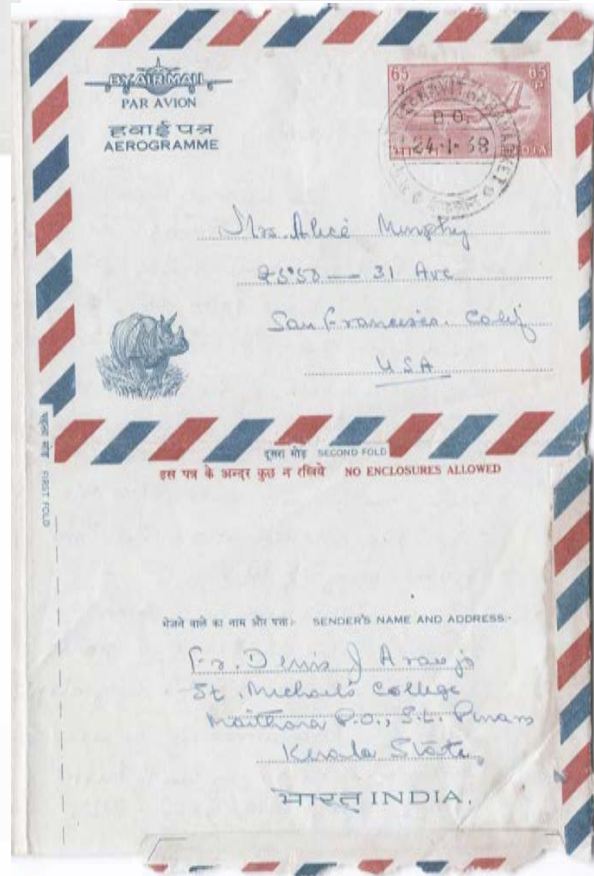 BY AIR MAIL
PAR AVION
हवाई पत्र
AEROGRAMME
65 65
प P
24·1·68
Mrs. Alice Murphy
31 Ave
San Francisco. Calif
USA
पहला मोड़ FIRST FOLD
दूसरा मोड़ SECOND FOLD
इस पत्र के अन्दर कुछ न रखिये NO ENCLOSURES ALLOWED
भेजने वाले का नाम और पता:- SENDER'S NAME AND ADDRESS:-
Fr. Denis J Araujo
St. Michael's College
P.O.,
Kerala State,
भारत INDIA.